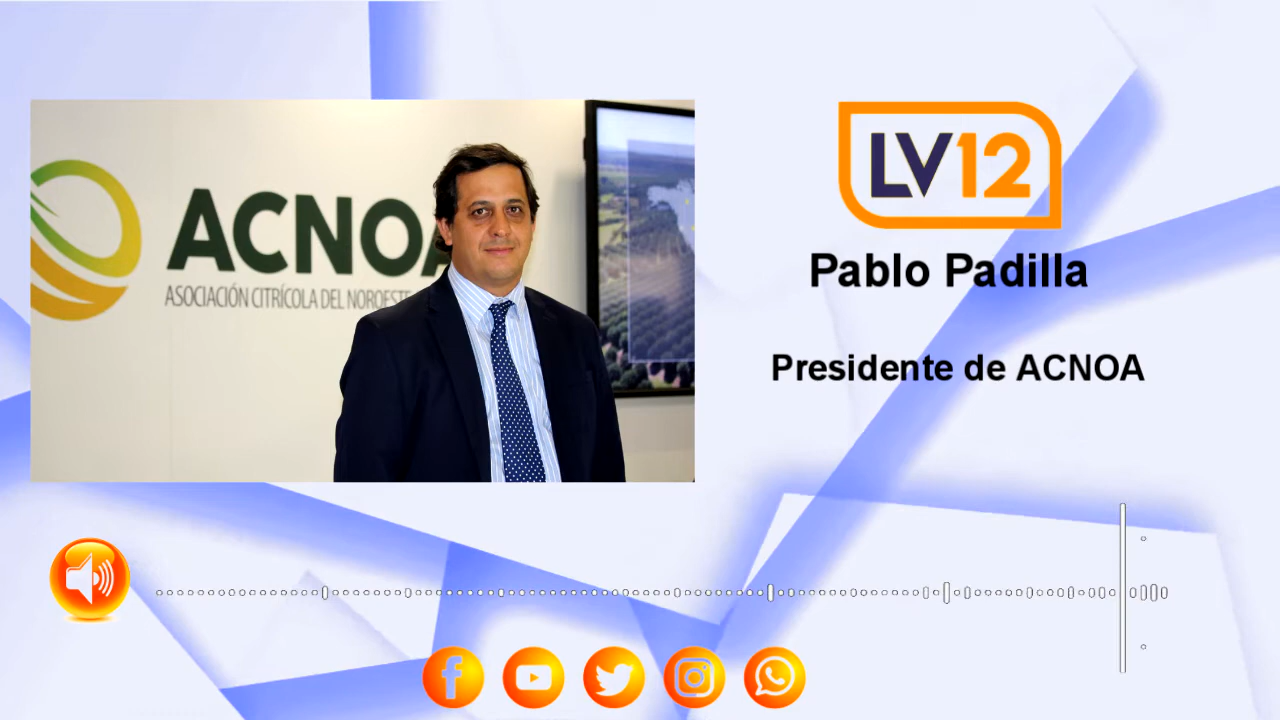 ACNOA
ASOCIACIÓN CITRÍCOLA DEL NOROESTE
LV12
Pablo Padilla
Presidente de ACNOA